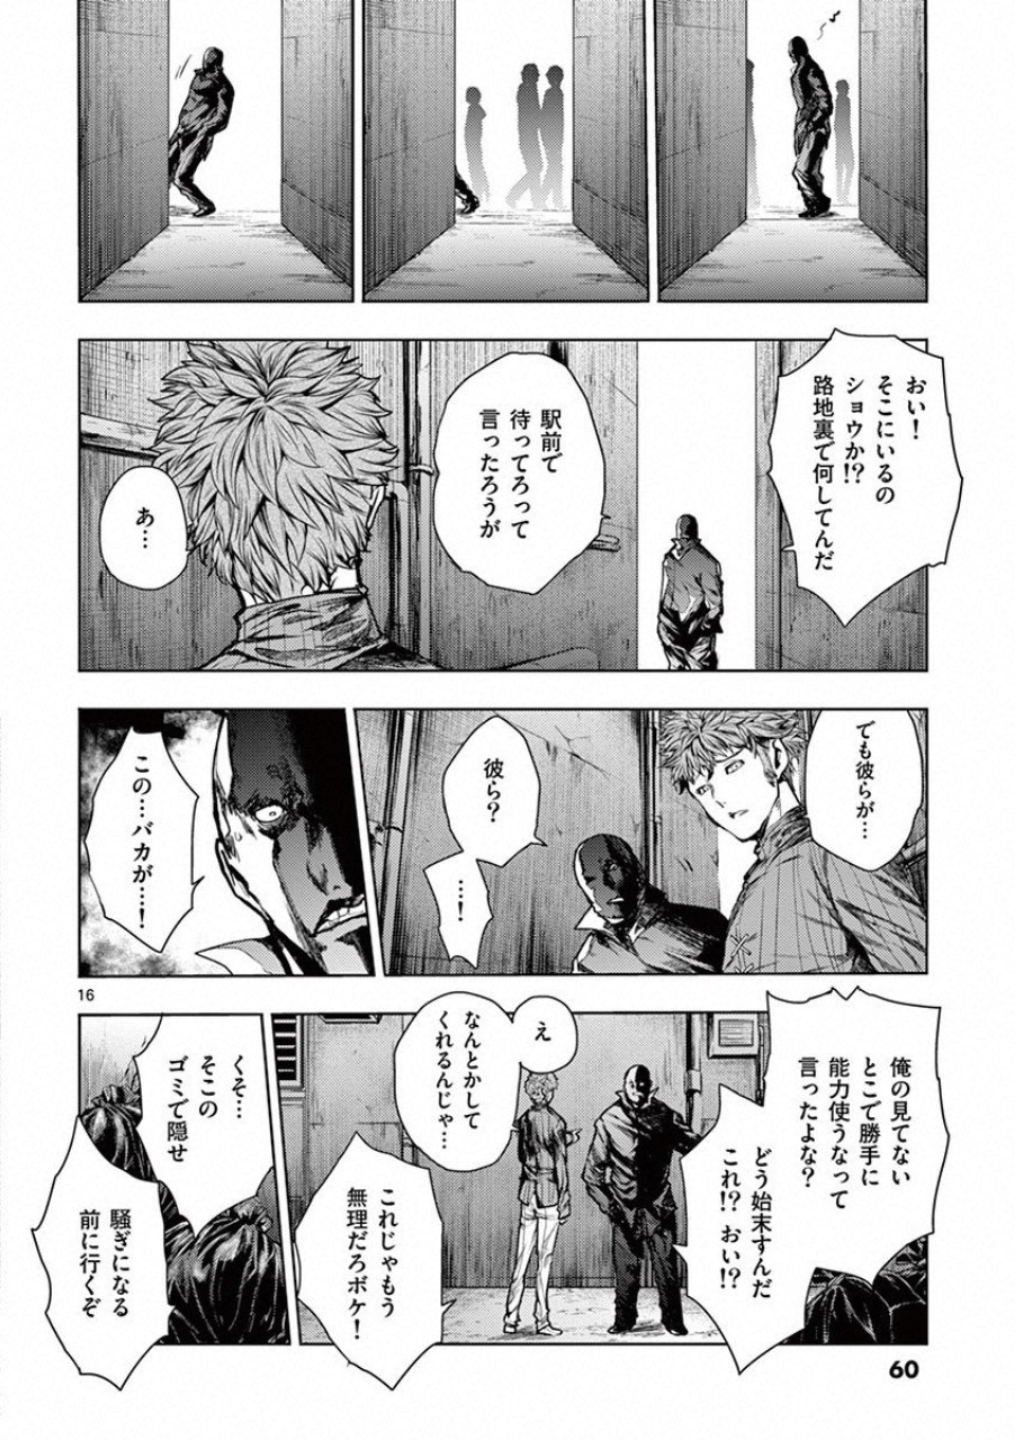 おい！
そこにいるの
ショウか!?
路地裏で何してんだ
駅前で
待ってろって
言ったろうが
あ…
でも彼らが…
彼ら？
…！
この…バカが…！
俺の見てない
とこで勝手に
能力使うなって
言ったよな？
どう始末すんだ
これ!?おい!?
え
なんとかして
くれるんじゃ…
これじゃもう
無理だろボケ！
くそ…
そこの
ゴミで隠せ
騒ぎになる
前に行くぞ
16
60